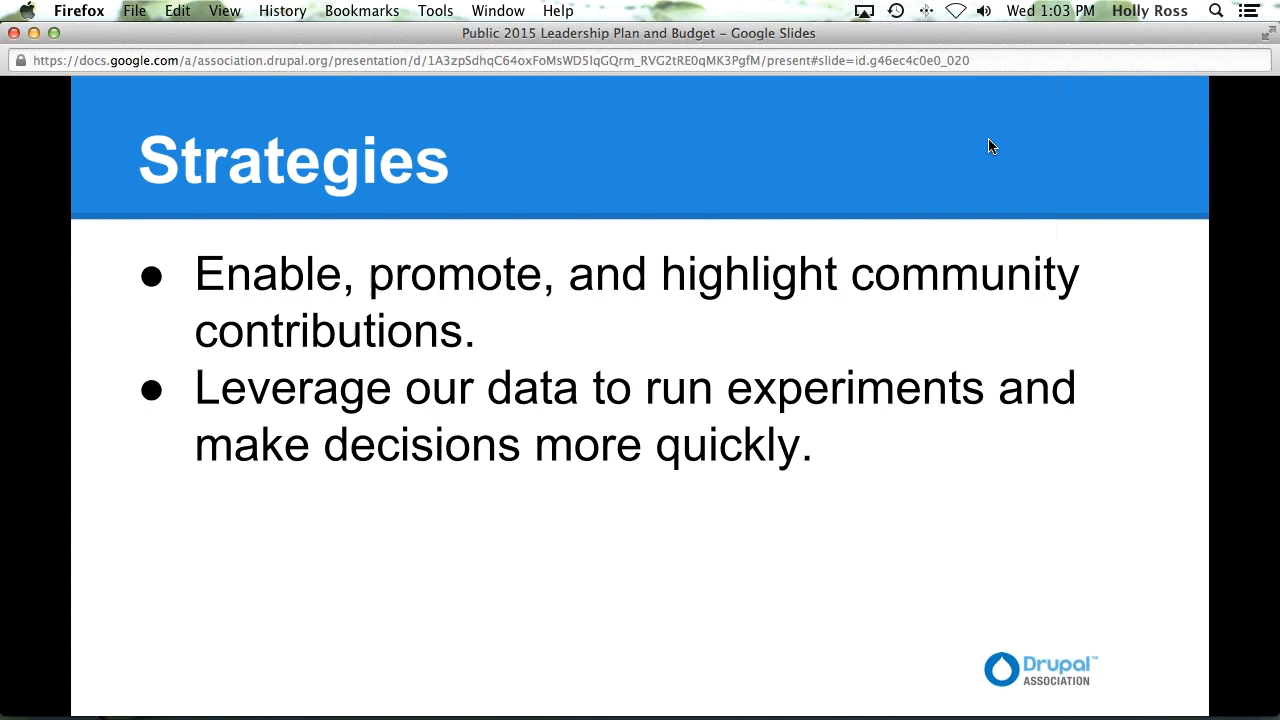 Firefox File Edit View History Bookmarks Tools Window Help Wed 1:03 PM Holly Ross
Public 2015 Leadership Plan and Budget – Google Slides
https://docs.google.com/a/association.drupal.org/presentation/d/1A3zpSdhqC64oxFoMsWD5lqGQrm_RVG2tRE0qMK3PgfM/present#slide=id.g46ec4c0e0_020
Strategies
● Enable, promote, and highlight community
contributions.
● Leverage our data to run experiments and
make decisions more quickly.
Drupal™
ASSOCIATION